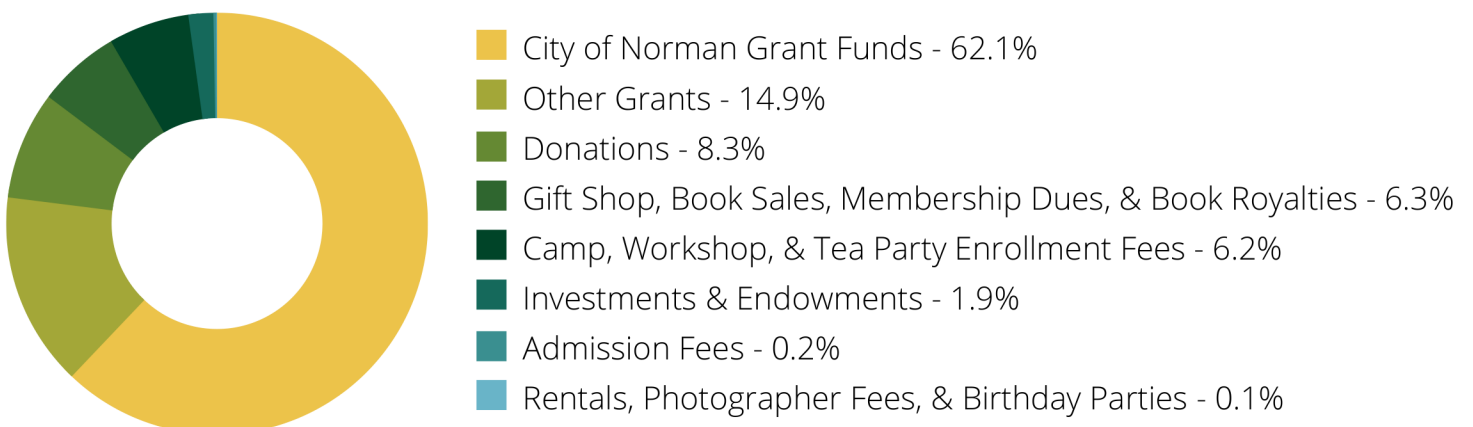 City of Norman Grant Funds - 62.1%
Other Grants - 14.9%
Donations - 8.3%
Gift Shop, Book Sales, Membership Dues, & Book Royalties - 6.3%
Camp, Workshop, & Tea Party Enrollment Fees - 6.2%
Investments & Endowments - 1.9%
Admission Fees - 0.2%
Rentals, Photographer Fees, & Birthday Parties - 0.1%